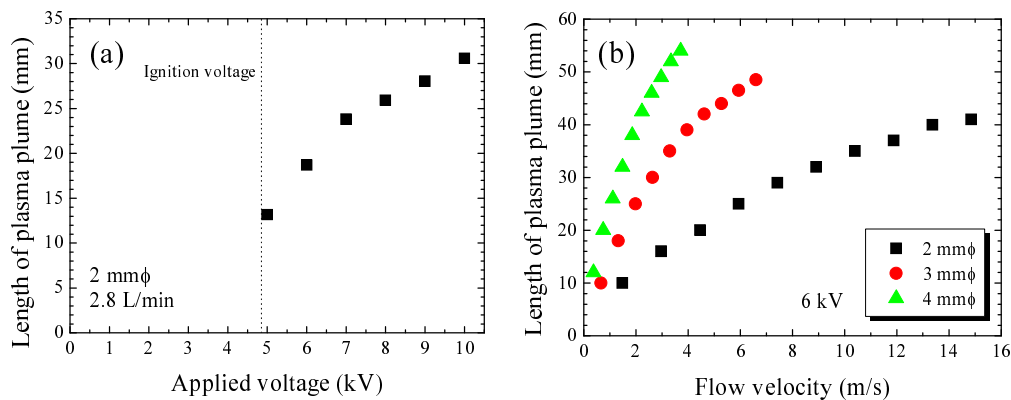 (a)
Ignition voltage
2 mmϕ
2.8 L/min
Length of plasma plume (mm)
0
5
10
15
20
25
30
35
0 1 2 3 4 5 6 7 8 9 10
Applied voltage (kV)
(b)
6 kV
2 mmϕ
3 mmϕ
4 mmϕ
Length of plasma plume (mm)
0
10
20
30
40
50
60
0 2 4 6 8 10 12 14 16
Flow velocity (m/s)